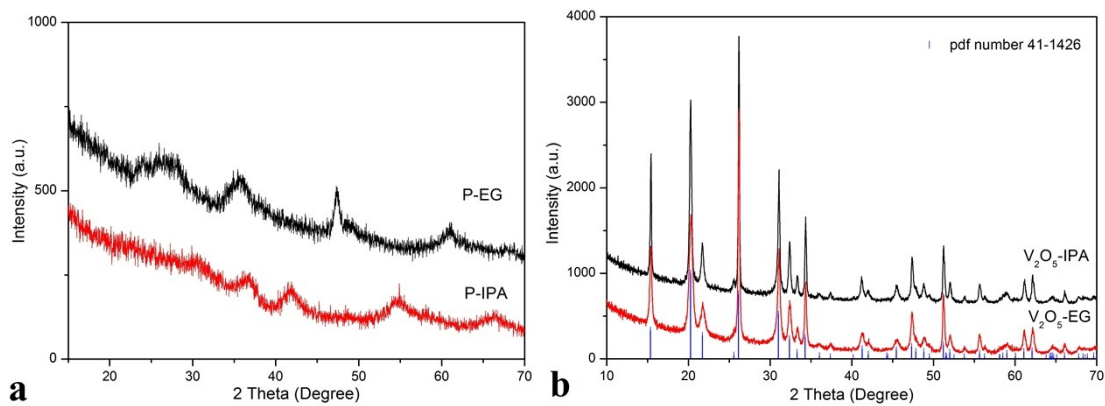 1000
500
0
Intensity (a.u.)
P-EG
P-IPA
20 30 40 50 60 70
2 Theta (Degree)
a
4000
3000
2000
1000
0
Intensity (a.u.)
pdf number 41-1426
V₂O₅-IPA
V₂O₅-EG
10 20 30 40 50 60 70
2 Theta (Degree)
b